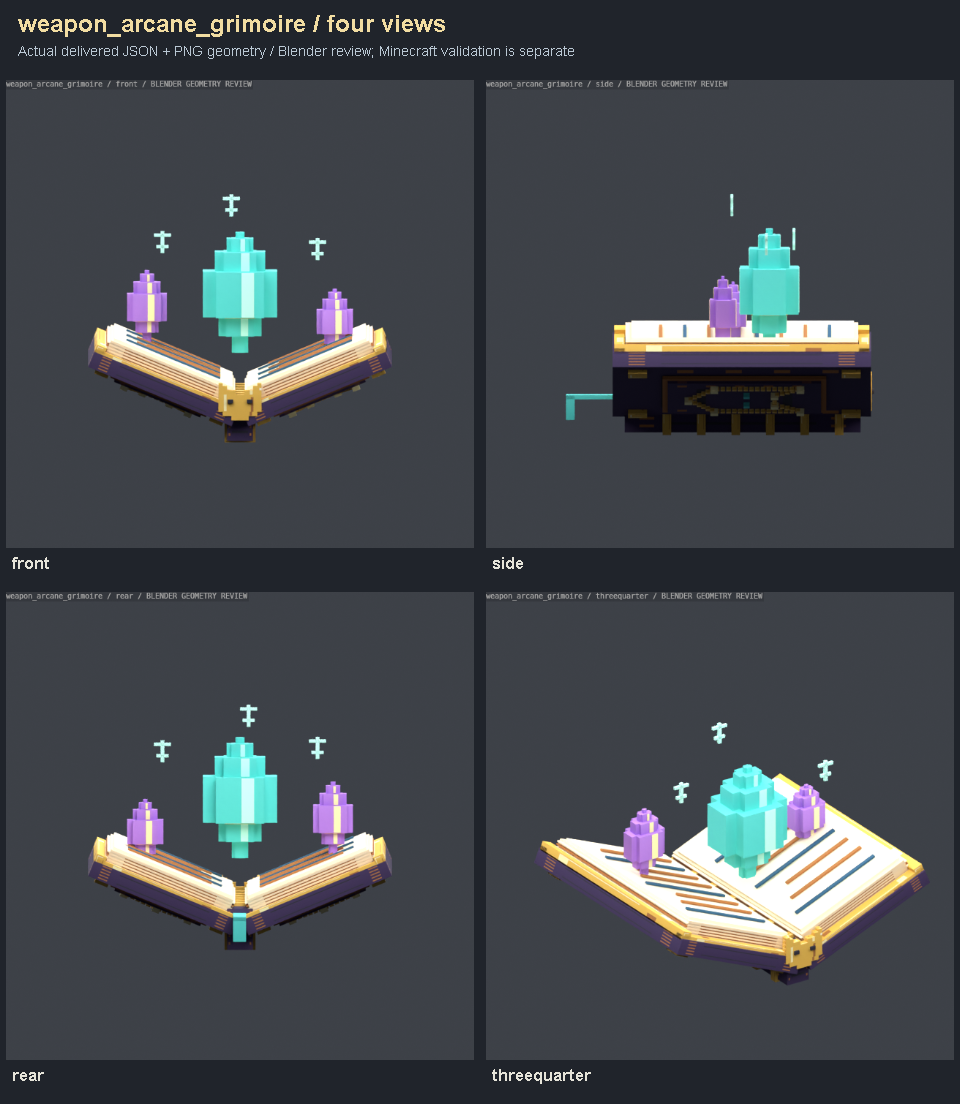 weapon_arcane_grimoire / four views
Actual delivered JSON + PNG geometry / Blender review; Minecraft validation is separate
weapon_arcane_grimoire / front / BLENDER GEOMETRY REVIEW
weapon_arcane_grimoire / side / BLENDER GEOMETRY REVIEW
front
side
weapon_arcane_grimoire / rear / BLENDER GEOMETRY REVIEW
weapon_arcane_grimoire / threequarter / BLENDER GEOMETRY REVIEW
rear
threequarter